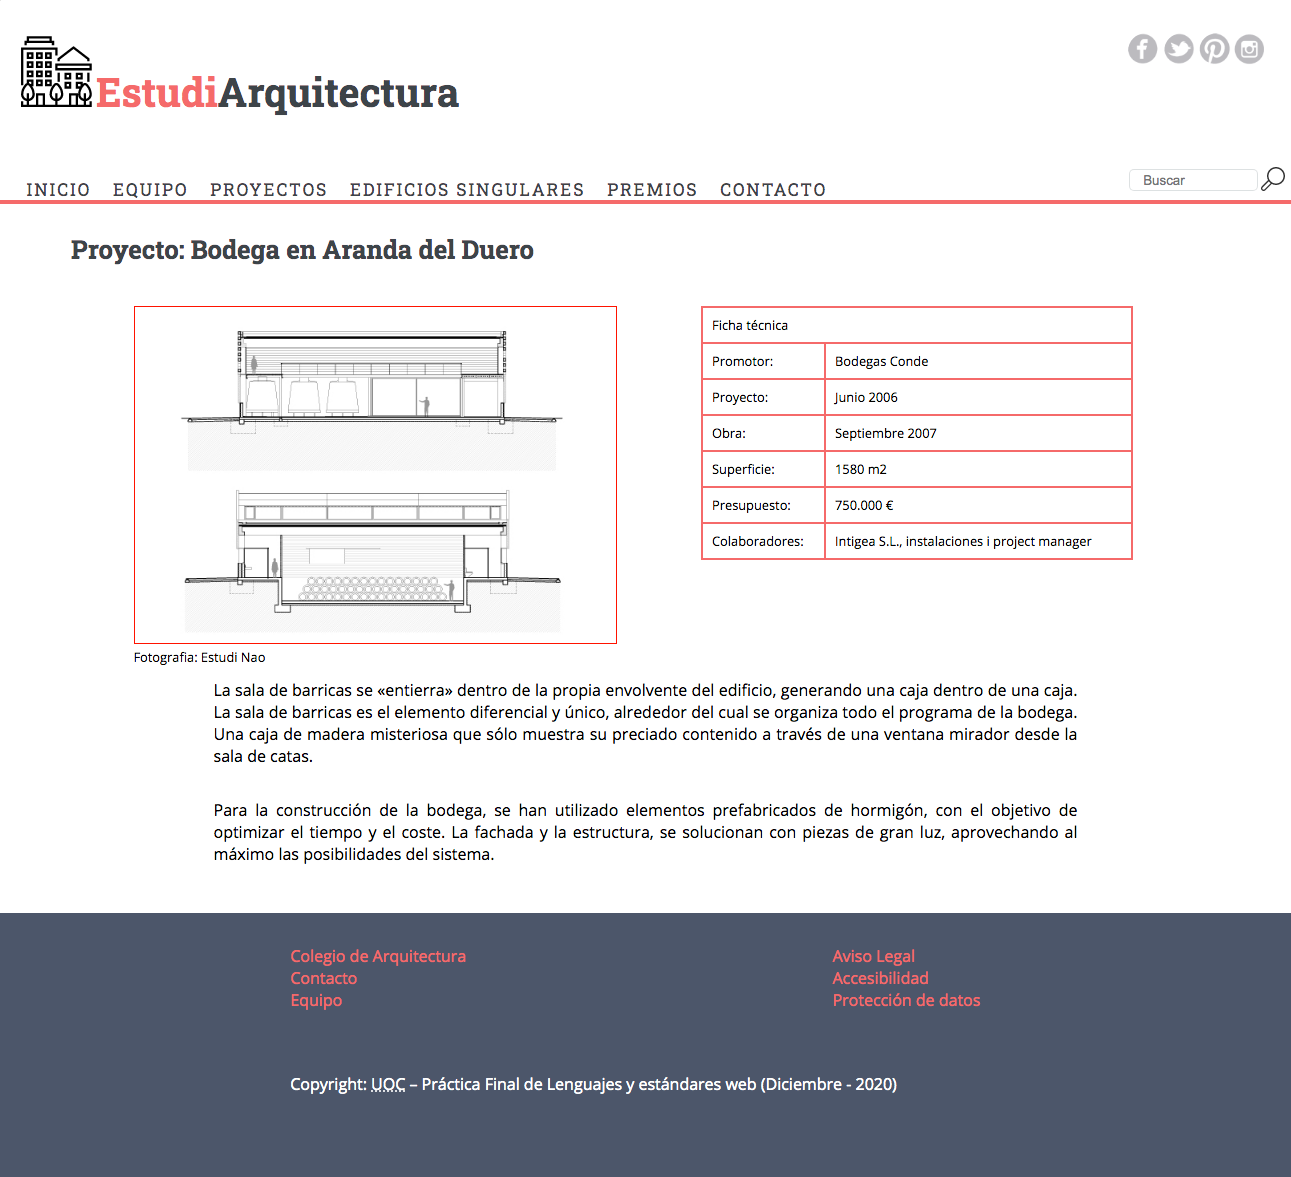 EstudiArquitectura
INICIO EQUIPO PROYECTOS EDIFICIOS SINGULARES PREMIOS CONTACTO
Buscar
Proyecto: Bodega en Aranda del Duero
Ficha técnica
Promotor: Bodegas Conde
Proyecto: Junio 2006
Obra: Septiembre 2007
Superficie: 1580 m2
Presupuesto: 750.000 €
Colaboradores: Intigea S.L., instalaciones i project manager
Fotografia: Estudi Nao
La sala de barricas se «entierra» dentro de la propia envolvente del edificio, generando una caja dentro de una caja.
La sala de barricas es el elemento diferencial y único, alrededor del cual se organiza todo el programa de la bodega.
Una caja de madera misteriosa que sólo muestra su preciado contenido a través de una ventana mirador desde la
sala de catas.
Para la construcción de la bodega, se han utilizado elementos prefabricados de hormigón, con el objetivo de
optimizar el tiempo y el coste. La fachada y la estructura, se solucionan con piezas de gran luz, aprovechando al
máximo las posibilidades del sistema.
Colegio de Arquitectura
Contacto
Equipo
Aviso Legal
Accesibilidad
Protección de datos
Copyright: UOC – Práctica Final de Lenguajes y estándares web (Diciembre - 2020)